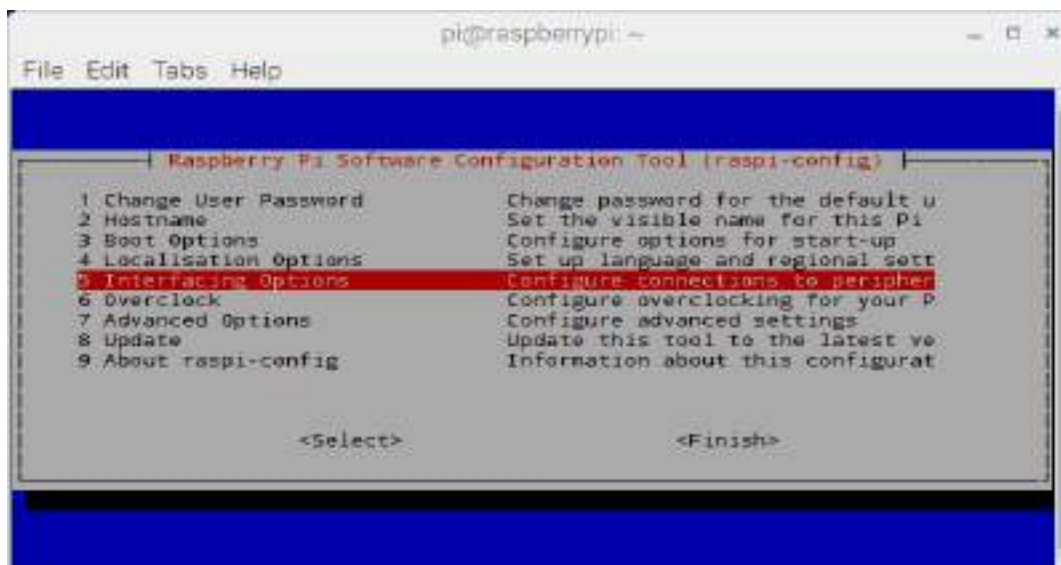 pi@raspberrypi: ~
File Edit Tabs Help
Raspberry Pi Software Configuration Tool (raspi-config)
1 Change User Password Change password for the default u
2 Hostname Set the visible name for this Pi
3 Boot Options Configure options for start-up
4 Localisation Options Set up language and regional sett
5 Interfacing Options Configure connections to peripher
6 Overclock Configure overclocking for your P
7 Advanced Options Configure advanced settings
8 Update Update this tool to the latest ve
9 About raspi-config Information about this configurat
<Select> <Finish>